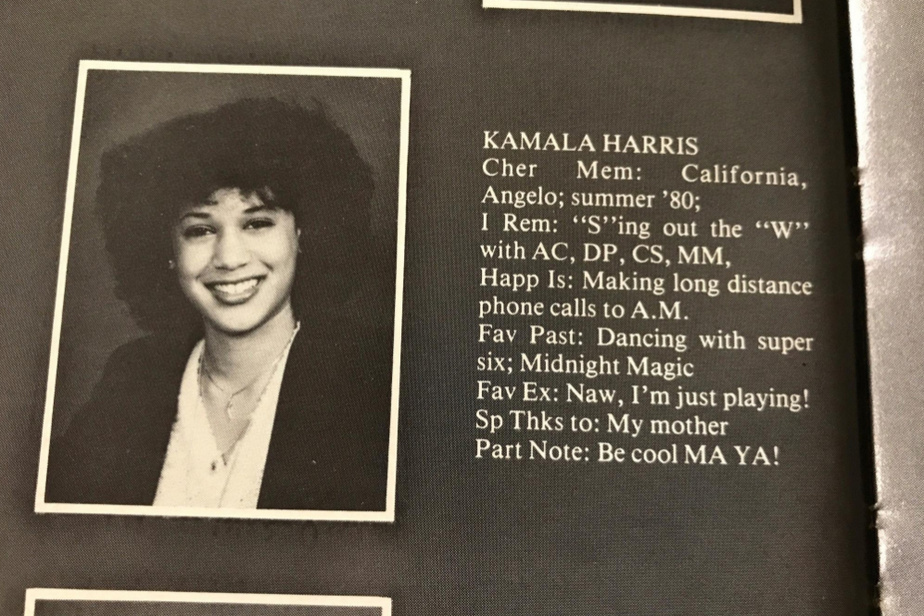 KAMALA HARRIS
Cher Mem: California,
Angelo; summer '80;
I Rem: “S”ing out the “W”
with AC, DP, CS, MM,
Happ Is: Making long distance
phone calls to A.M.
Fav Past: Dancing with super
six; Midnight Magic
Fav Ex: Naw, I'm just playing!
Sp Thks to: My mother
Part Note: Be cool MA YA!